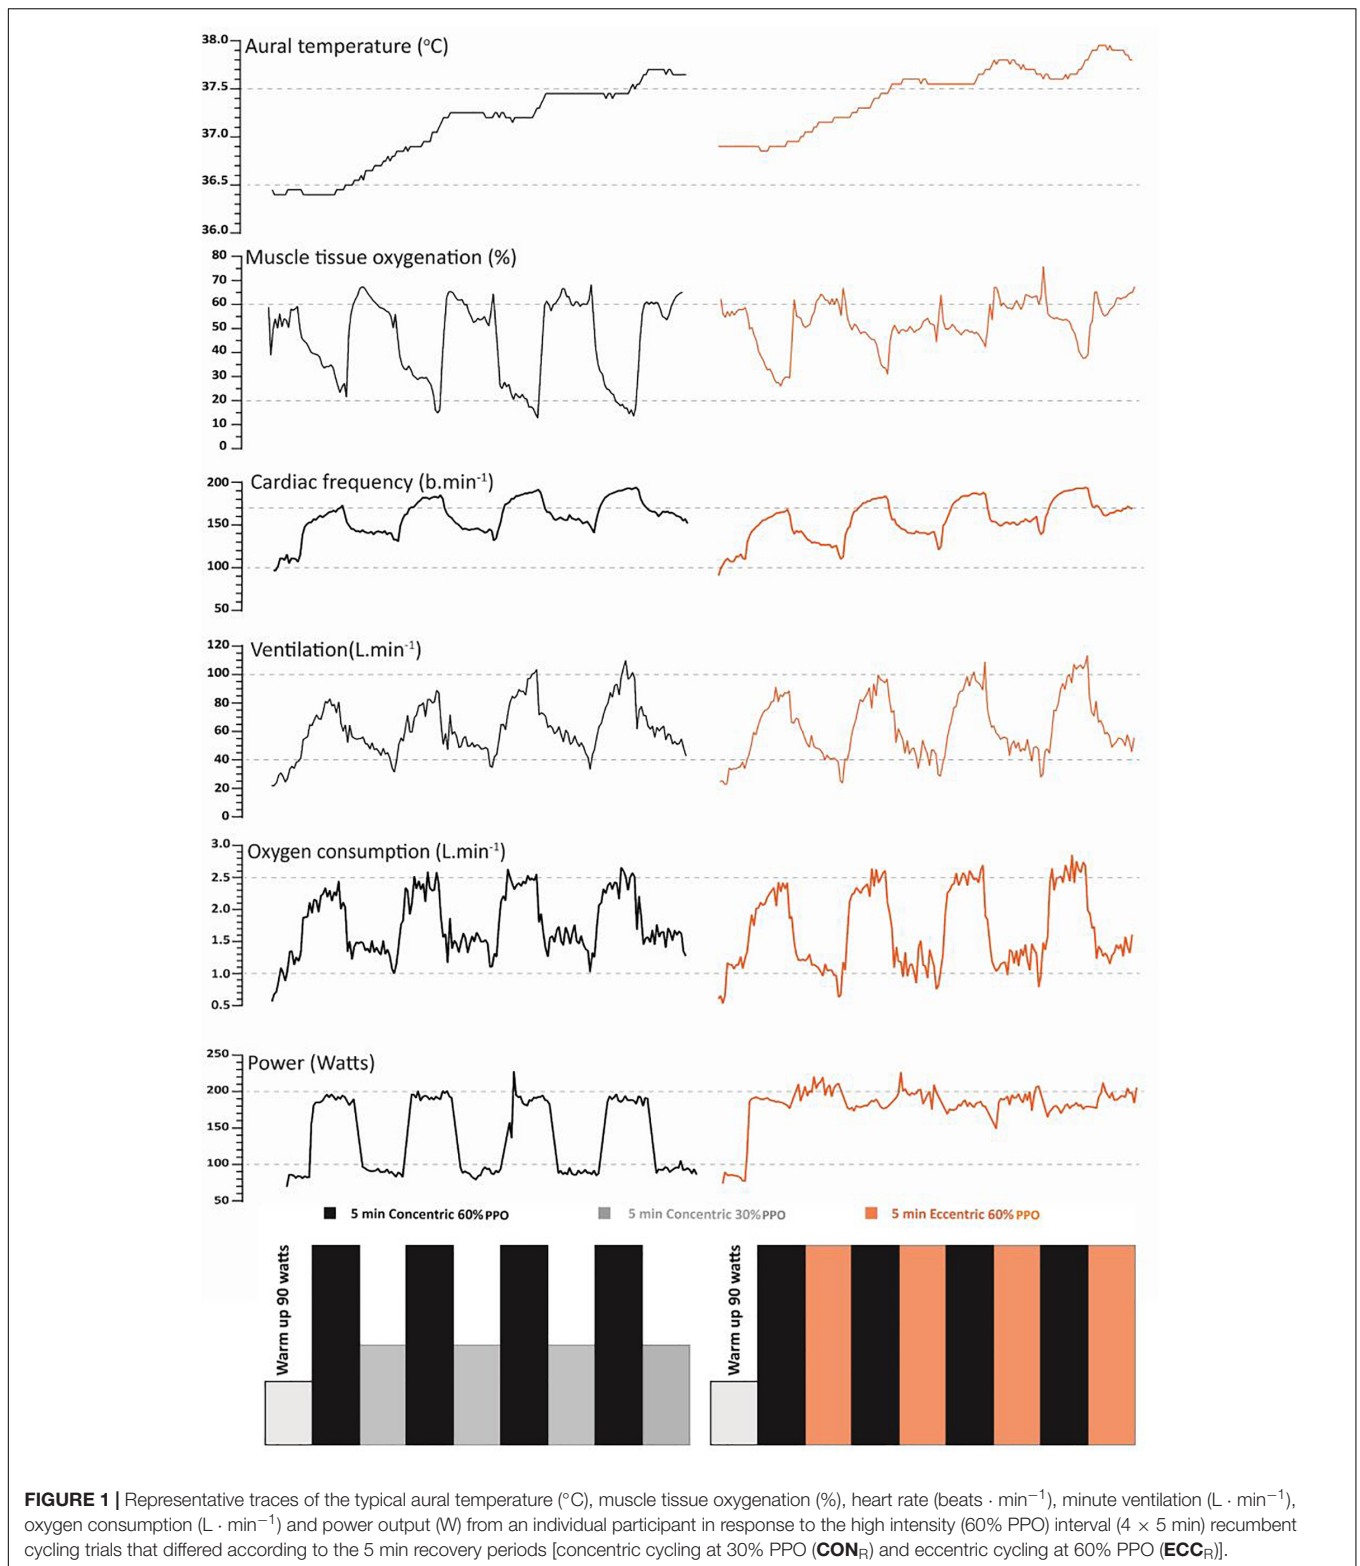 Aural temperature (°C)
38.0
37.5
37.0
36.5
36.0
Muscle tissue oxygenation (%)
80
70
60
50
40
30
20
10
0
Cardiac frequency (b.min-1)
200
150
100
50
Ventilation(L.min-1)
120
100
80
60
40
20
0
Oxygen consumption (L.min-1)
3.0
2.5
2.0
1.5
1.0
0.5
Power (Watts)
250
200
150
100
50
5 min Concentric 60%PPO
5 min Concentric 30%PPO
5 min Eccentric 60%PPO
Warm up 90 watts
Warm up 90 watts
FIGURE 1 | Representative traces of the typical aural temperature (°C), muscle tissue oxygenation (%), heart rate (beats · min−1), minute ventilation (L · min−1),
oxygen consumption (L · min−1) and power output (W) from an individual participant in response to the high intensity (60% PPO) interval (4 × 5 min) recumbent
cycling trials that differed according to the 5 min recovery periods [concentric cycling at 30% PPO (CONR) and eccentric cycling at 60% PPO (ECCR)].